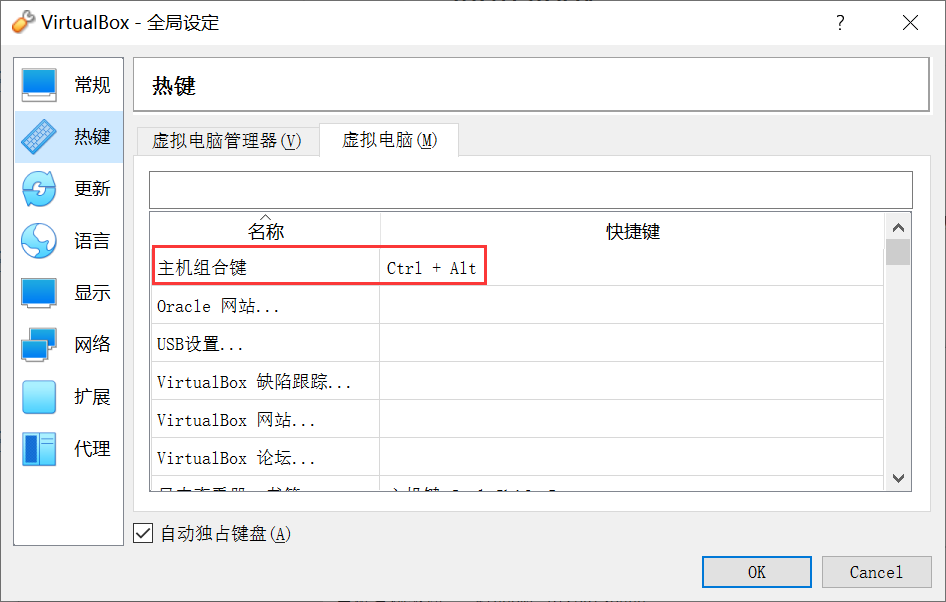 VirtualBox - 全局设定
常规
热键
更新
语言
显示
网络
扩展
代理
热键
虚拟电脑管理器(V)
虚拟电脑(M)
名称
快捷键
主机组合键
Ctrl + Alt
Oracle 网站...
USB设置...
VirtualBox 缺陷跟踪...
VirtualBox 网站...
VirtualBox 论坛...
自动独占键盘(A)
OK
Cancel